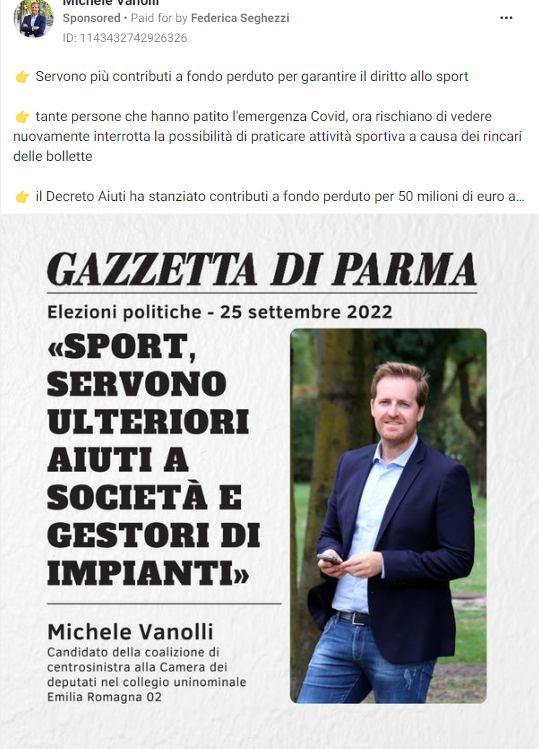 Michele Vanolli
Sponsored • Paid for by Federica Seghezzi
ID: 1143432742926326
👉 Servono più contributi a fondo perduto per garantire il diritto allo sport
👉 tante persone che hanno patito l'emergenza Covid, ora rischiano di vedere
nuovamente interrotta la possibilità di praticare attività sportiva a causa dei rincari
delle bollette
👉 il Decreto Aiuti ha stanziato contributi a fondo perduto per 50 milioni di euro a...
GAZZETTA DI PARMA
Elezioni politiche - 25 settembre 2022
«SPORT,
SERVONO
ULTERIORI
AIUTI A
SOCIETÀ E
GESTORI DI
IMPIANTI»
Michele Vanolli
Candidato della coalizione di
centrosinistra alla Camera dei
deputati nel collegio uninominale
Emilia Romagna 02